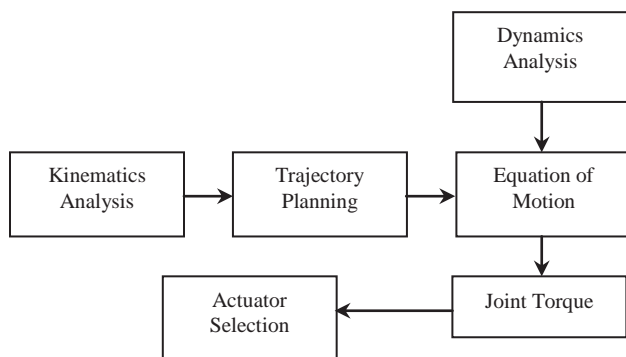 Dynamics
Analysis
Kinematics
Analysis
Trajectory
Planning
Equation of
Motion
Actuator
Selection
Joint Torque